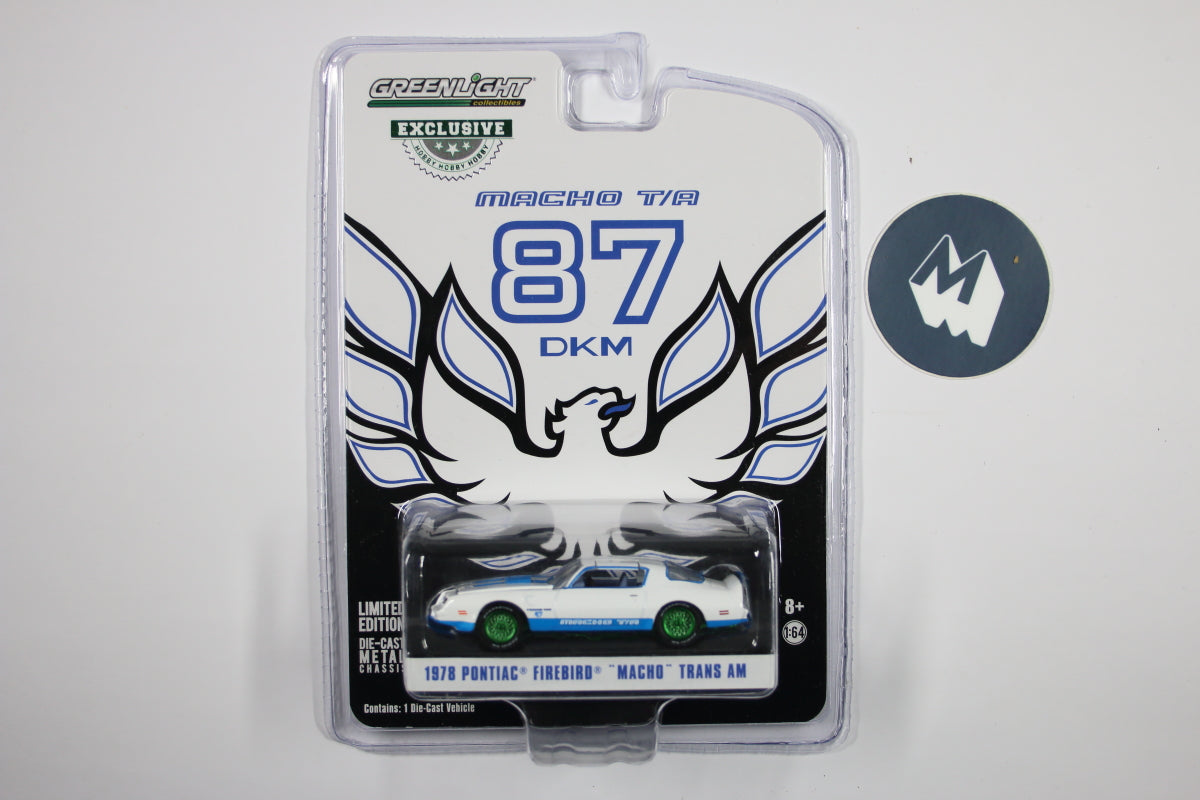 GREENLiGHT®
collectibles
EXCLUSIVE
HOBBY HOBBY HOBBY
MACHO T/A
87
DKM
LIMITED
EDITION
DIE-CAST
METAL
CHASSIS
8+
1:64
1978 PONTIAC® FIREBIRD® "MACHO" TRANS AM
Contains: 1 Die-Cast Vehicle
M